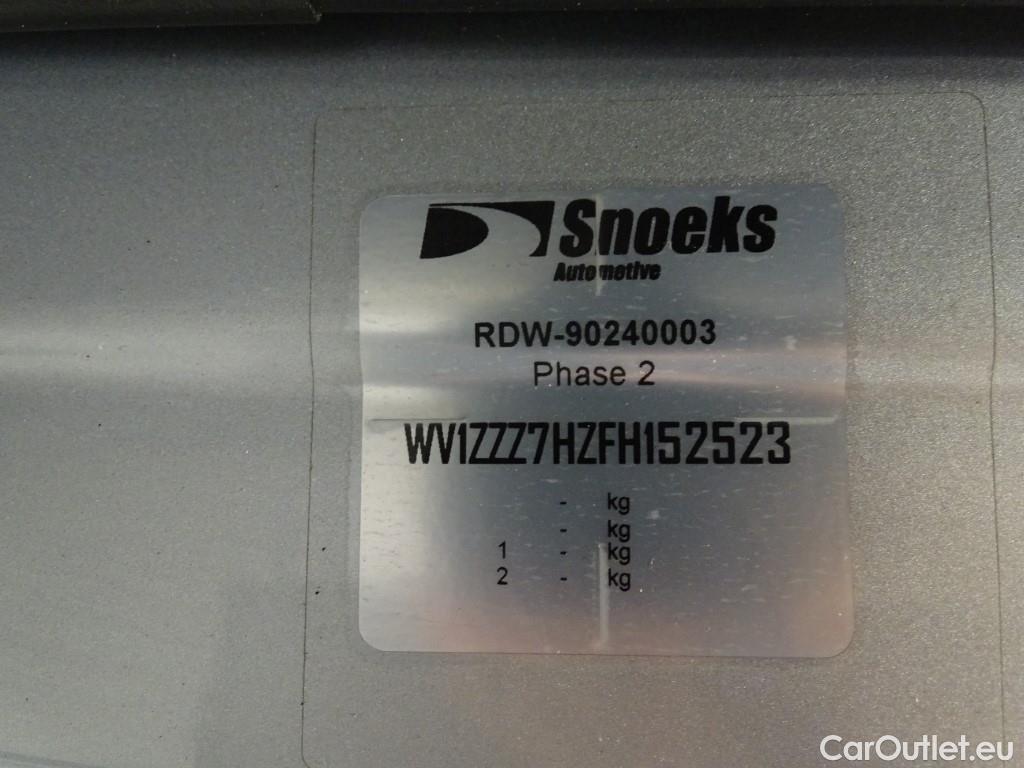 Snoeks
Automotive
RDW-90240003
Phase 2
WV1ZZZ7HZFH152523
- kg
- kg
1 - kg
2 - kg
CarOutlet.eu